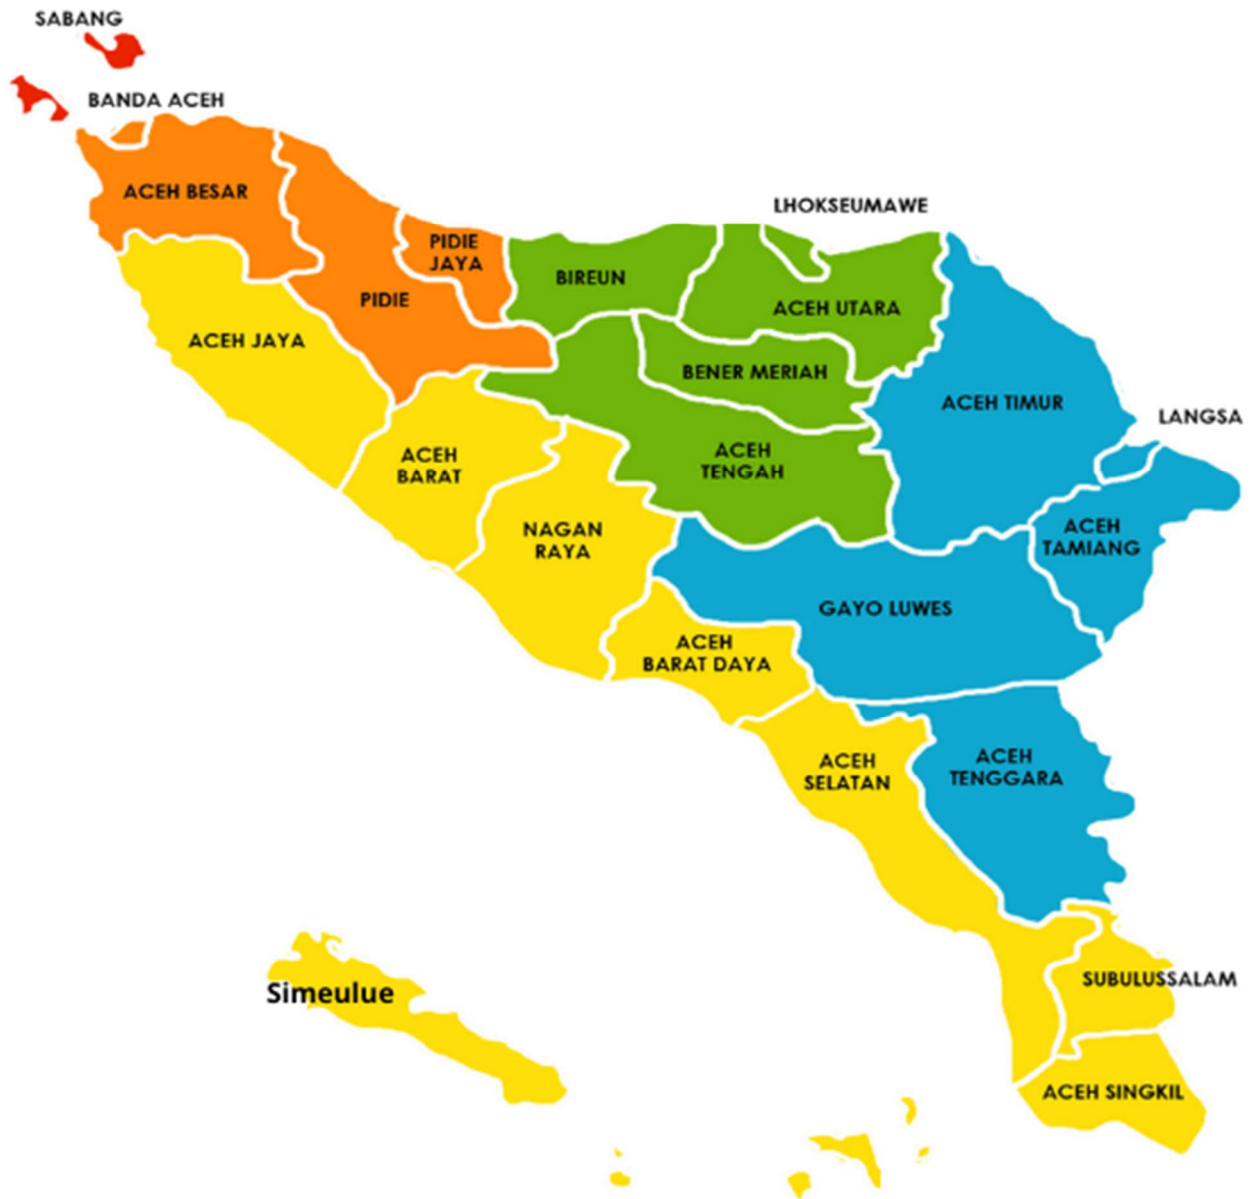 SABANG
BANDA ACEH
ACEH BESAR
LHOKSEUMAWE
PIDIE
JAYA
BIREUN
PIDIE
ACEH UTARA
ACEH JAYA
BENER MERIAH
ACEH TIMUR
LANGSA
ACEH
BARAT
ACEH
TENGAH
NAGAN
RAYA
ACEH
TAMIANG
GAYO LUWES
ACEH
BARAT DAYA
ACEH
SELATAN
ACEH
TENGGARA
Simeulue
SUBULUSSALAM
ACEH SINGKIL